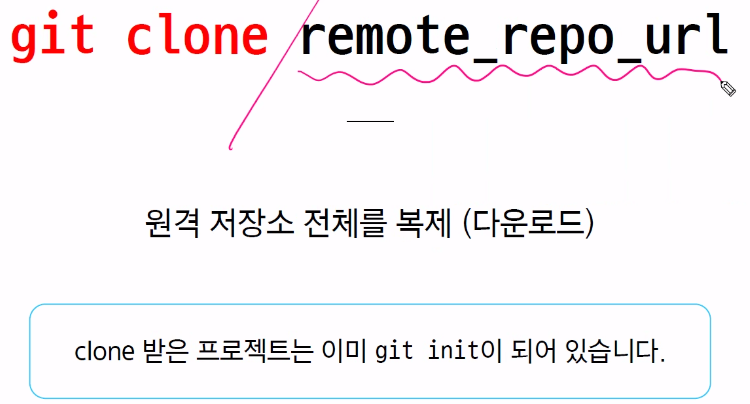 git clone remote_repo_url
원격 저장소 전체를 복제 (다운로드)
clone 받은 프로젝트는 이미 git init이 되어 있습니다.